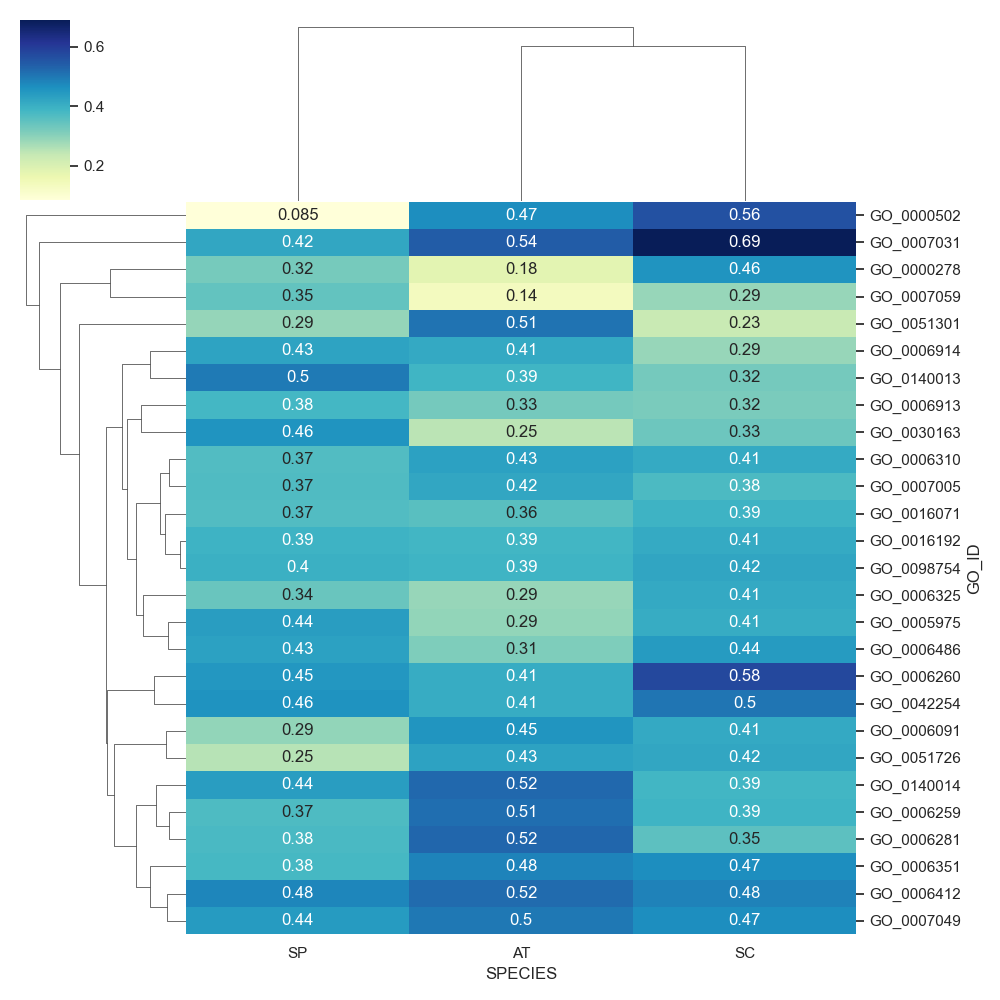 0.6
0.4
0.2
0.085 0.47 0.56 GO_0000502
0.42 0.54 0.69 GO_0007031
0.32 0.18 0.46 GO_0000278
0.35 0.14 0.29 GO_0007059
0.29 0.51 0.23 GO_0051301
0.43 0.41 0.29 GO_0006914
0.5 0.39 0.32 GO_0140013
0.38 0.33 0.32 GO_0006913
0.46 0.25 0.33 GO_0030163
0.37 0.43 0.41 GO_0006310
0.37 0.42 0.38 GO_0007005
0.37 0.36 0.39 GO_0016071
0.39 0.39 0.41 GO_0016192
0.4 0.39 0.42 GO_0098754
0.34 0.29 0.41 GO_0006325
0.44 0.29 0.41 GO_0005975
0.43 0.31 0.44 GO_0006486
0.45 0.41 0.58 GO_0006260
0.46 0.41 0.5 GO_0042254
0.29 0.45 0.41 GO_0006091
0.25 0.43 0.42 GO_0051726
0.44 0.52 0.39 GO_0140014
0.37 0.51 0.39 GO_0006259
0.38 0.52 0.35 GO_0006281
0.38 0.48 0.47 GO_0006351
0.48 0.52 0.48 GO_0006412
0.44 0.5 0.47 GO_0007049
GO_ID
SP AT SC
SPECIES